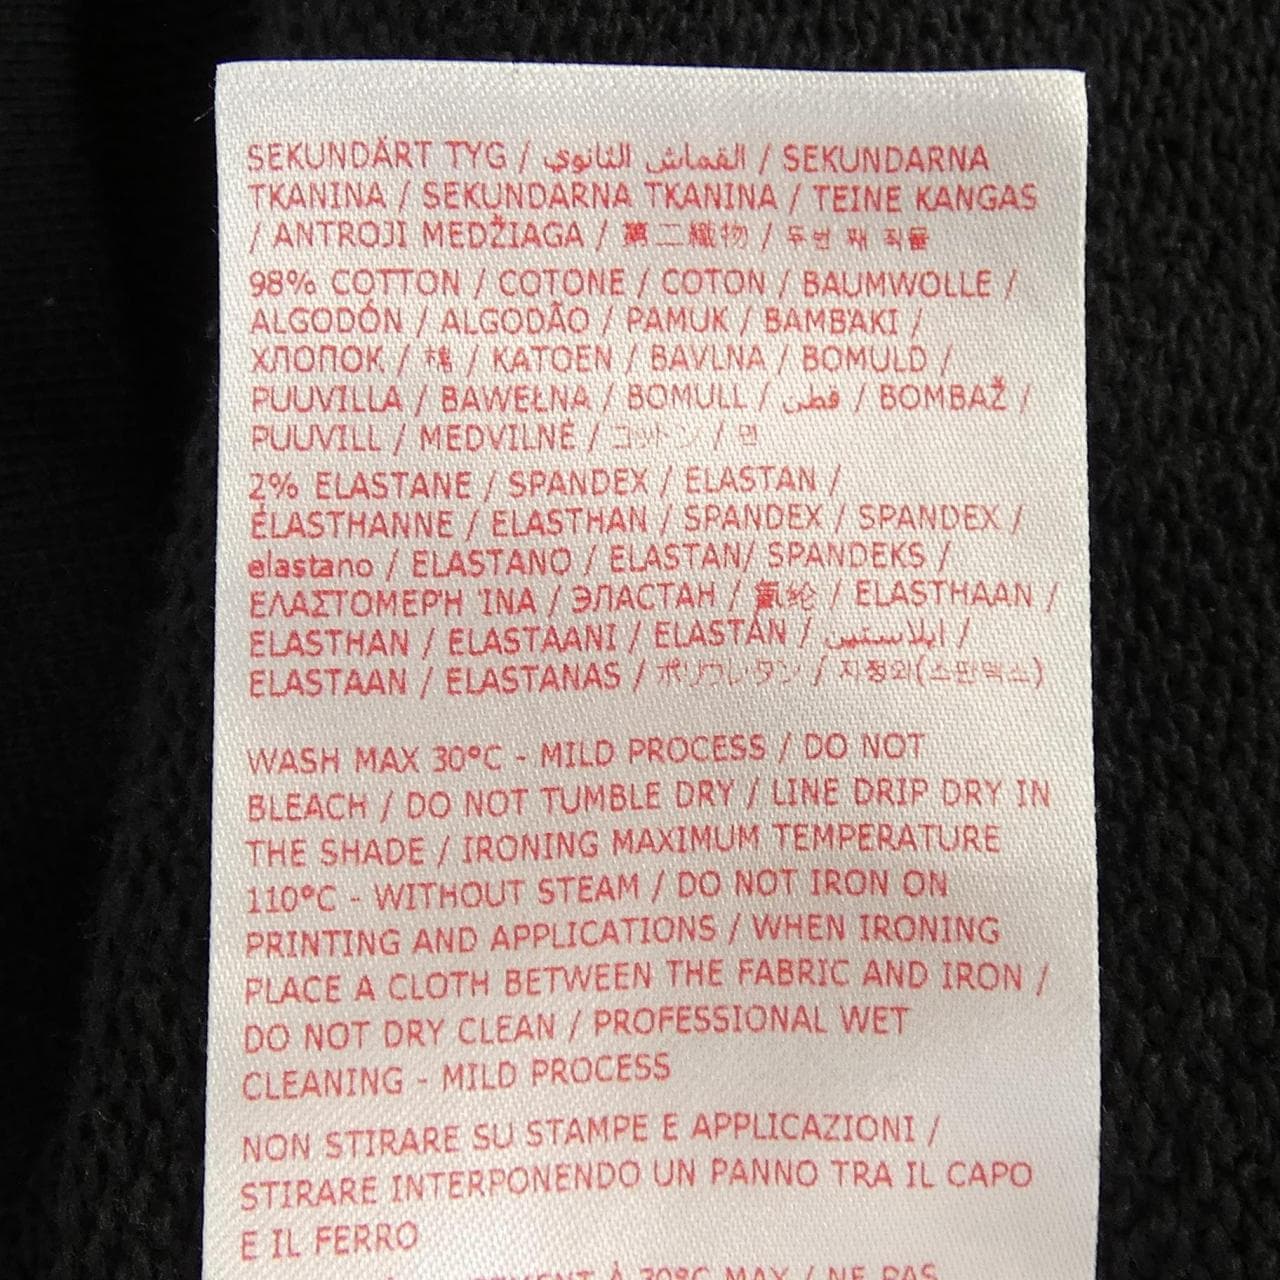 SEKUNDÄRT TYG / القماش الثانوي / SEKUNDARNA
TKANINA / SEKUNDARNA TKANINA / TEINE KANGAS
/ ANTROJI MEDŽIAGA / 第二織物 / 두번 째 직물
98% COTTON / COTONE / COTON / BAUMWOLLE /
ALGODÓN / ALGODÃO / PAMUK / BAMBAKI /
ХЛОПОК / 棉 / KATOEN / BAVLNA / BOMULD /
PUUVILLA / BAWEŁNA / BOMULL / قطن / BOMBAŽ /
PUUVILL / MEDVILNĖ / コットン / 면
2% ELASTANE / SPANDEX / ELASTAN /
ÉLASTHANNE / ELASTHAN / SPANDEX / SPANDEX /
elastano / ELASTANO / ELASTAN/ SPANDEKS /
ΕΛΑΣΤΟΜΕΡΉ ΊΝΑ / ЭЛАСТАН / 氨纶 / ELASTHAAN /
ELASTHAN / ELASTAANI / ELASTÁN / ايلاستين /
ELASTAAN / ELASTANAS / ポリウレタン / (스판덱스)
WASH MAX 30°C - MILD PROCESS / DO NOT
BLEACH / DO NOT TUMBLE DRY / LINE DRIP DRY IN
THE SHADE / IRONING MAXIMUM TEMPERATURE
110°C - WITHOUT STEAM / DO NOT IRON ON
PRINTING AND APPLICATIONS / WHEN IRONING
PLACE A CLOTH BETWEEN THE FABRIC AND IRON /
DO NOT DRY CLEAN / PROFESSIONAL WET
CLEANING - MILD PROCESS
NON STIRARE SU STAMPE E APPLICAZIONI /
STIRARE INTERPONENDO UN PANNO TRA IL CAPO
E IL FERRO
À 30°C MAX / NE PAS